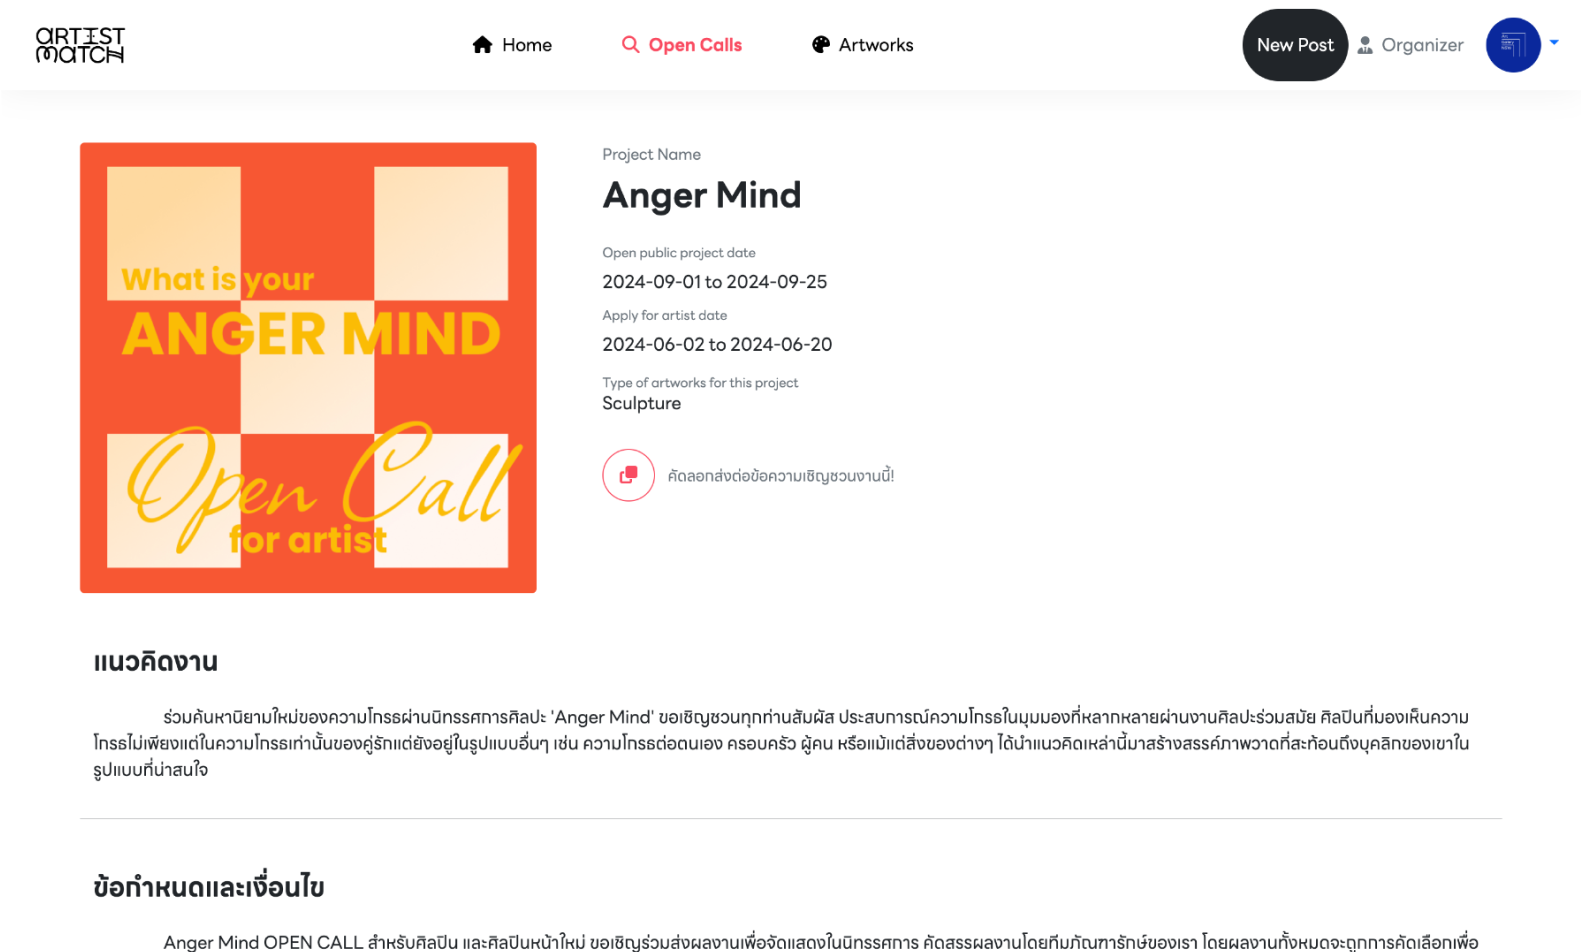 ARTIST
MATCH
Home
Open Calls
Artworks
New Post
Organizer
What is your
ANGER MIND
Open Call
for artist
Project Name
Anger Mind
Open public project date
2024-09-01 to 2024-09-25
Apply for artist date
2024-06-02 to 2024-06-20
Type of artworks for this project
Sculpture
คัดลอกส่งต่อข้อความเชิญชวนงานนี้!
แนวคิดงาน
ร่วมค้นหานิยามใหม่ของความโกรธผ่านนิทรรศการศิลปะ 'Anger Mind' ขอเชิญชวนทุกท่านสัมผัส ประสบการณ์ความโกรธในมุมมองที่หลากหลายผ่านงานศิลปะร่วมสมัย ศิลปินที่มองเห็นความ
โกรธไม่เพียงแต่ในความโกรธเท่านั้นของคู่รักแต่ยังอยู่ในรูปแบบอื่นๆ เช่น ความโกรธต่อตนเอง ครอบครัว ผู้คน หรือแม้แต่สิ่งของต่างๆ ได้นำแนวคิดเหล่านี้มาสร้างสรรค์ภาพวาดที่สะท้อนถึงบุคลิกของเขาใน
รูปแบบที่น่าสนใจ
ข้อกำหนดและเงื่อนไข
Anger Mind OPEN CALL สำหรับศิลปิน และศิลปินหน้าใหม่ ขอเชิญร่วมส่งผลงานเพื่อจัดแสดงในนิทรรศการ คัดสรรผลงานโดยทีมภัณฑารักษ์ของเรา โดยผลงานทั้งหมดจะถูกการคัดเลือกเพื่อ